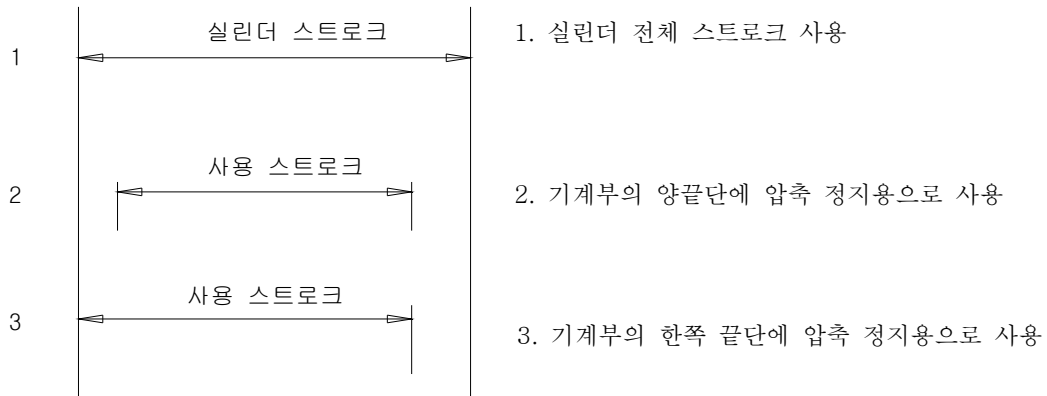 실린더 스트로크
1. 실린더 전체 스트로크 사용
1
사용 스트로크
2
2. 기계부의 양끝단에 압축 정지용으로 사용
사용 스트로크
3
3. 기계부의 한쪽 끝단에 압축 정지용으로 사용